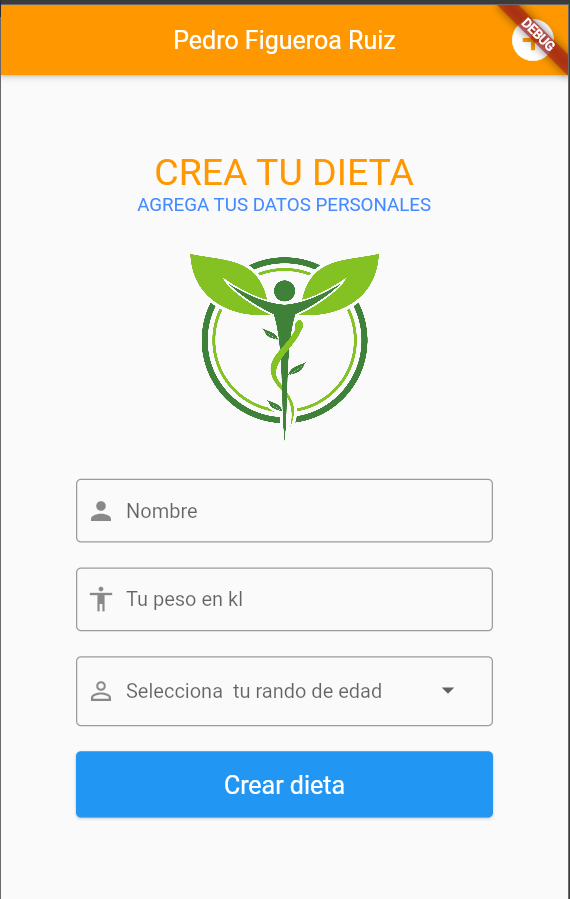 Pedro Figueroa Ruiz
DEBUG
CREA TU DIETA
AGREGA TUS DATOS PERSONALES
Nombre
Tu peso en kl
Selecciona  tu rando de edad
Crear dieta